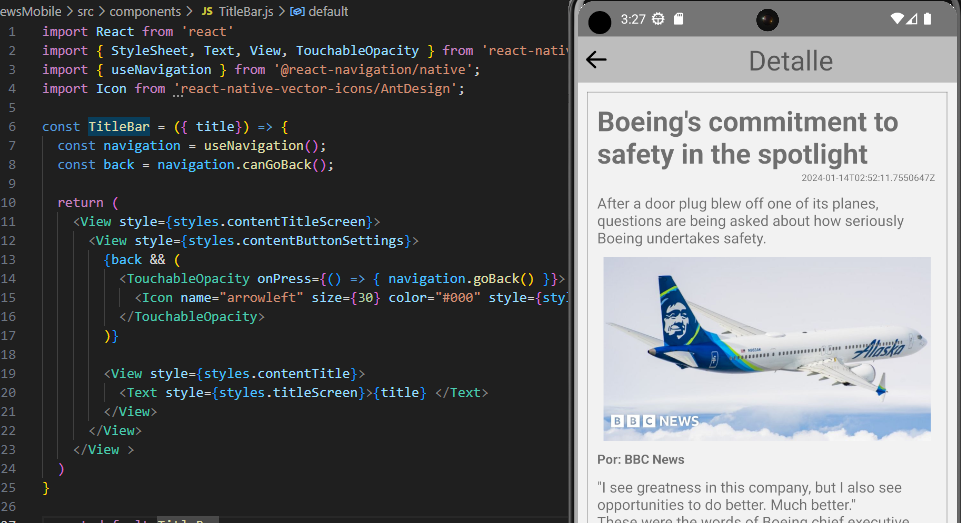 ewsMobile > src > components > JS TitleBar.js > default
1 import React from 'react'
2 import { StyleSheet, Text, View, TouchableOpacity } from 'react-nativ
3 import { useNavigation } from '@react-navigation/native';
4 import Icon from 'react-native-vector-icons/AntDesign';
5
6 const TitleBar = ({ title}) => {
7 const navigation = useNavigation();
8 const back = navigation.canGoBack();
9
10 return (
11 <View style={styles.contentTitleScreen}>
12 <View style={styles.contentButtonSettings}>
13 {back && (
14 <TouchableOpacity onPress={() => { navigation.goBack() }}>
15 <Icon name="arrowleft" size={30} color="#000" style={styl
16 </TouchableOpacity>
17 )}
18
19 <View style={styles.contentTitle}>
20 <Text style={styles.titleScreen}>{title} </Text>
21 </View>
22 </View>
23 </View >
24 )
25 }
26
3:27
Detalle
Boeing's commitment to
safety in the spotlight
2024-01-14T02:52:11.7550647Z
After a door plug blew off one of its planes,
questions are being asked about how seriously
Boeing undertakes safety.
Alaska
BBC NEWS
Por: BBC News
"I see greatness in this company, but I also see
opportunities to do better. Much better."
These were the words of Boeing chief executive